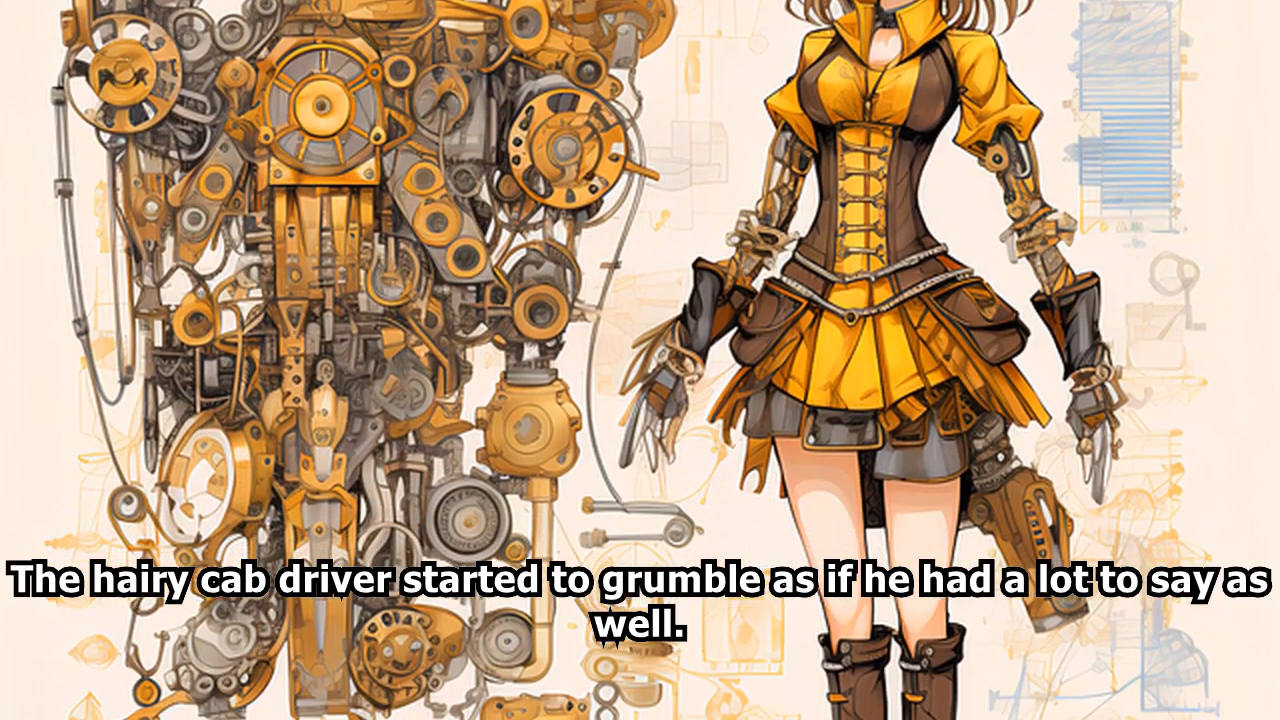 The hairy cab driver started to grumble as if he had a lot to say as
well.